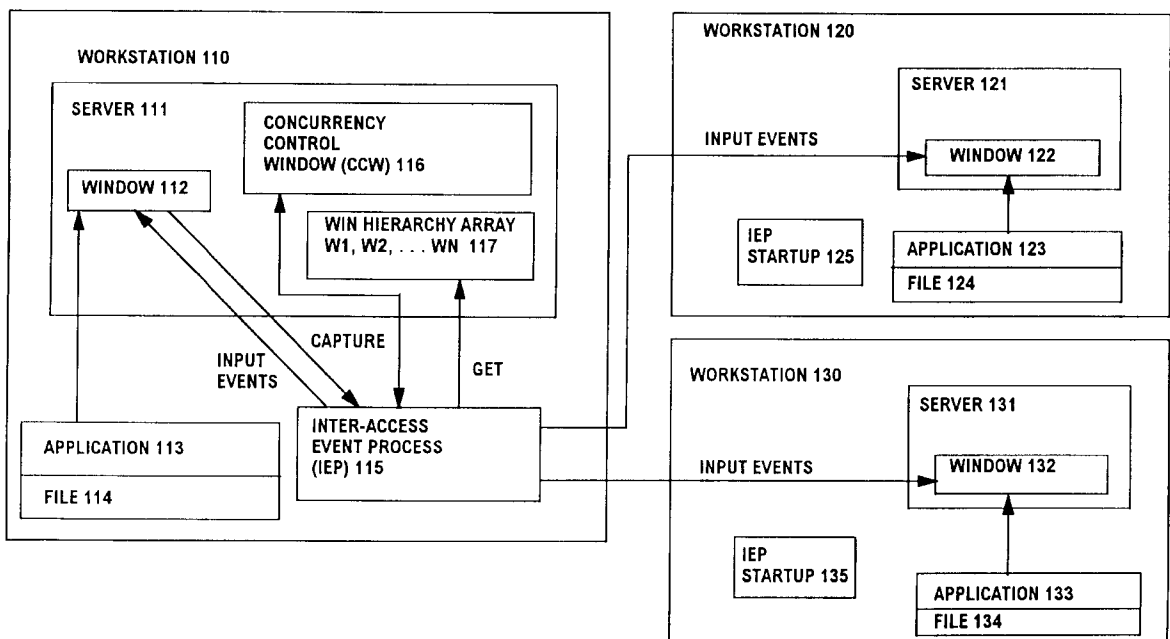 WORKSTATION 110
SERVER 111
CONCURRENCY
CONTROL
WINDOW (CCW) 116
WINDOW 112
WIN HIERARCHY ARRAY
W1, W2, . . . WN 117
CAPTURE
INPUT
EVENTS
GET
APPLICATION 113
FILE 114
INTER-ACCESS
EVENT PROCESS
(IEP) 115
WORKSTATION 120
SERVER 121
INPUT EVENTS
WINDOW 122
IEP
STARTUP 125
APPLICATION 123
FILE 124
WORKSTATION 130
SERVER 131
INPUT EVENTS
WINDOW 132
IEP
STARTUP 135
APPLICATION 133
FILE 134